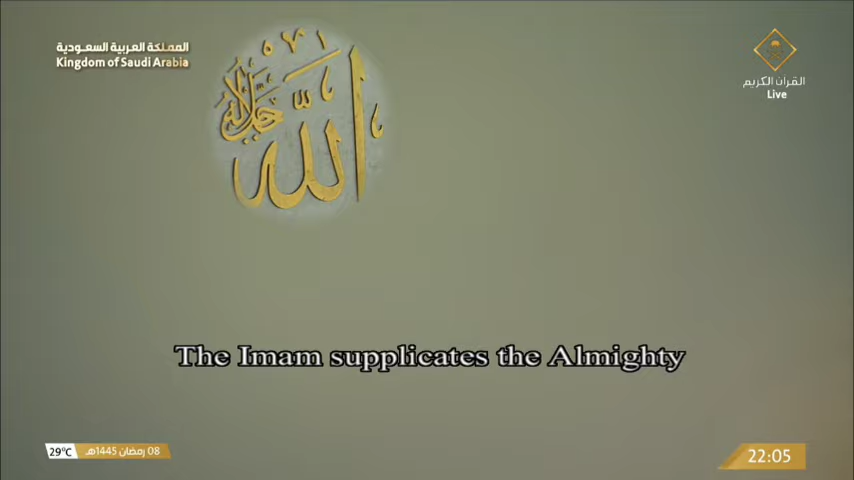 المملكة العربية السعودية
Kingdom of Saudi Arabia
الله
جل جلاله
القرآن الكريم
Live
The Imam supplicates the Almighty
29°C
08 رمضان 1445هـ
22:05